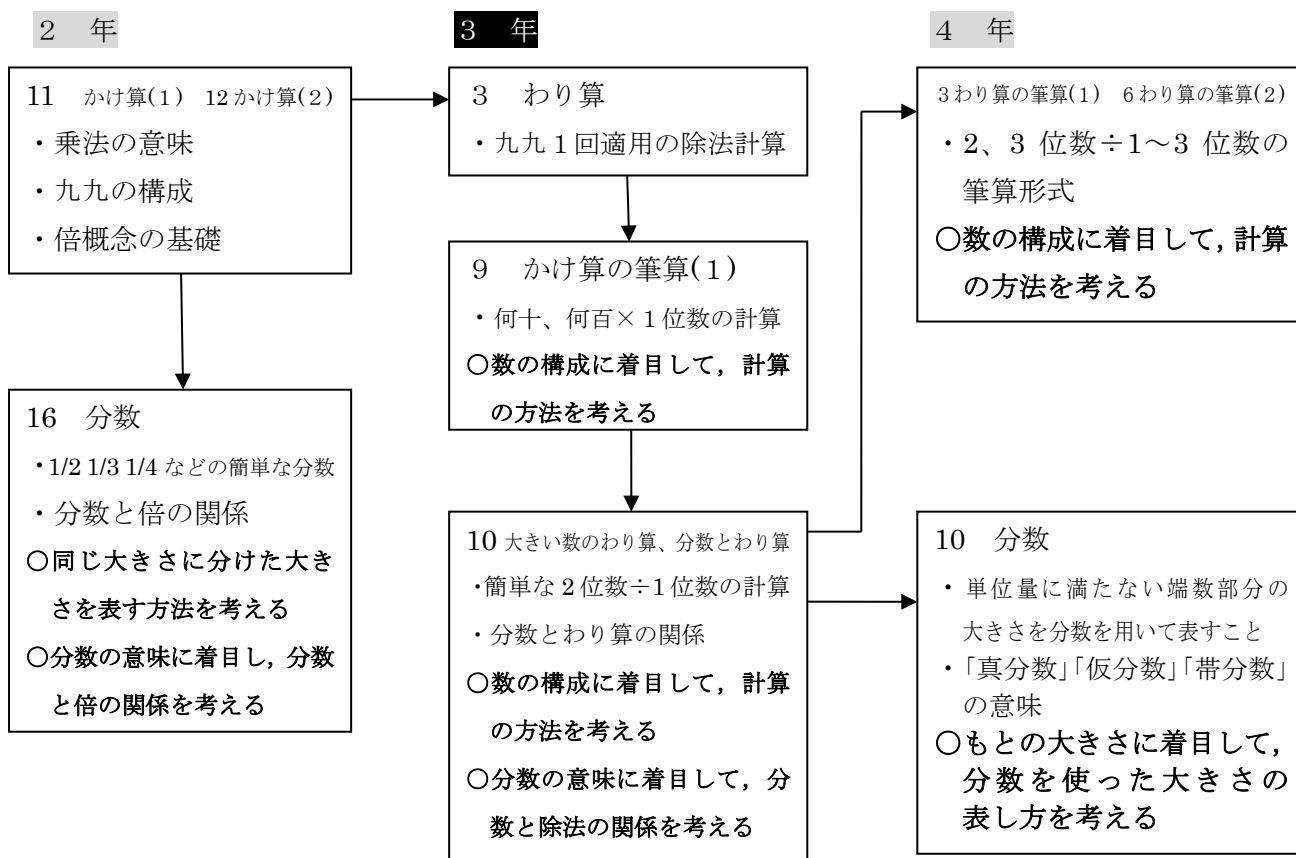 ２　年
11　かけ算(1)　12かけ算(2)
・乗法の意味
・九九の構成
・倍概念の基礎
16　分数
・1/2 1/3 1/4 などの簡単な分数
・分数と倍の関係
〇同じ大きさに分けた大き
さを表す方法を考える
〇分数の意味に着目し，分数
と倍の関係を考える
３　年
３　わり算
・九九１回適用の除法計算
９　かけ算の筆算(１)
・何十、何百×１位数の計算
〇数の構成に着目して，計算
の方法を考える
10 大きい数のわり算、分数とわり算
・簡単な２位数÷１位数の計算
・分数とわり算の関係
〇数の構成に着目して，計算
の方法を考える
〇分数の意味に着目して，分
数と除法の関係を考える
４　年
３わり算の筆算(1)　６わり算の筆算(2)
・2、3 位数÷1～3 位数の
筆算形式
〇数の構成に着目して，計算
の方法を考える
10　分数
・単位量に満たない端数部分の
大きさを分数を用いて表すこと
・「真分数」「仮分数」「帯分数」
の意味
〇もとの大きさに着目して，
分数を使った大きさの
表し方を考える